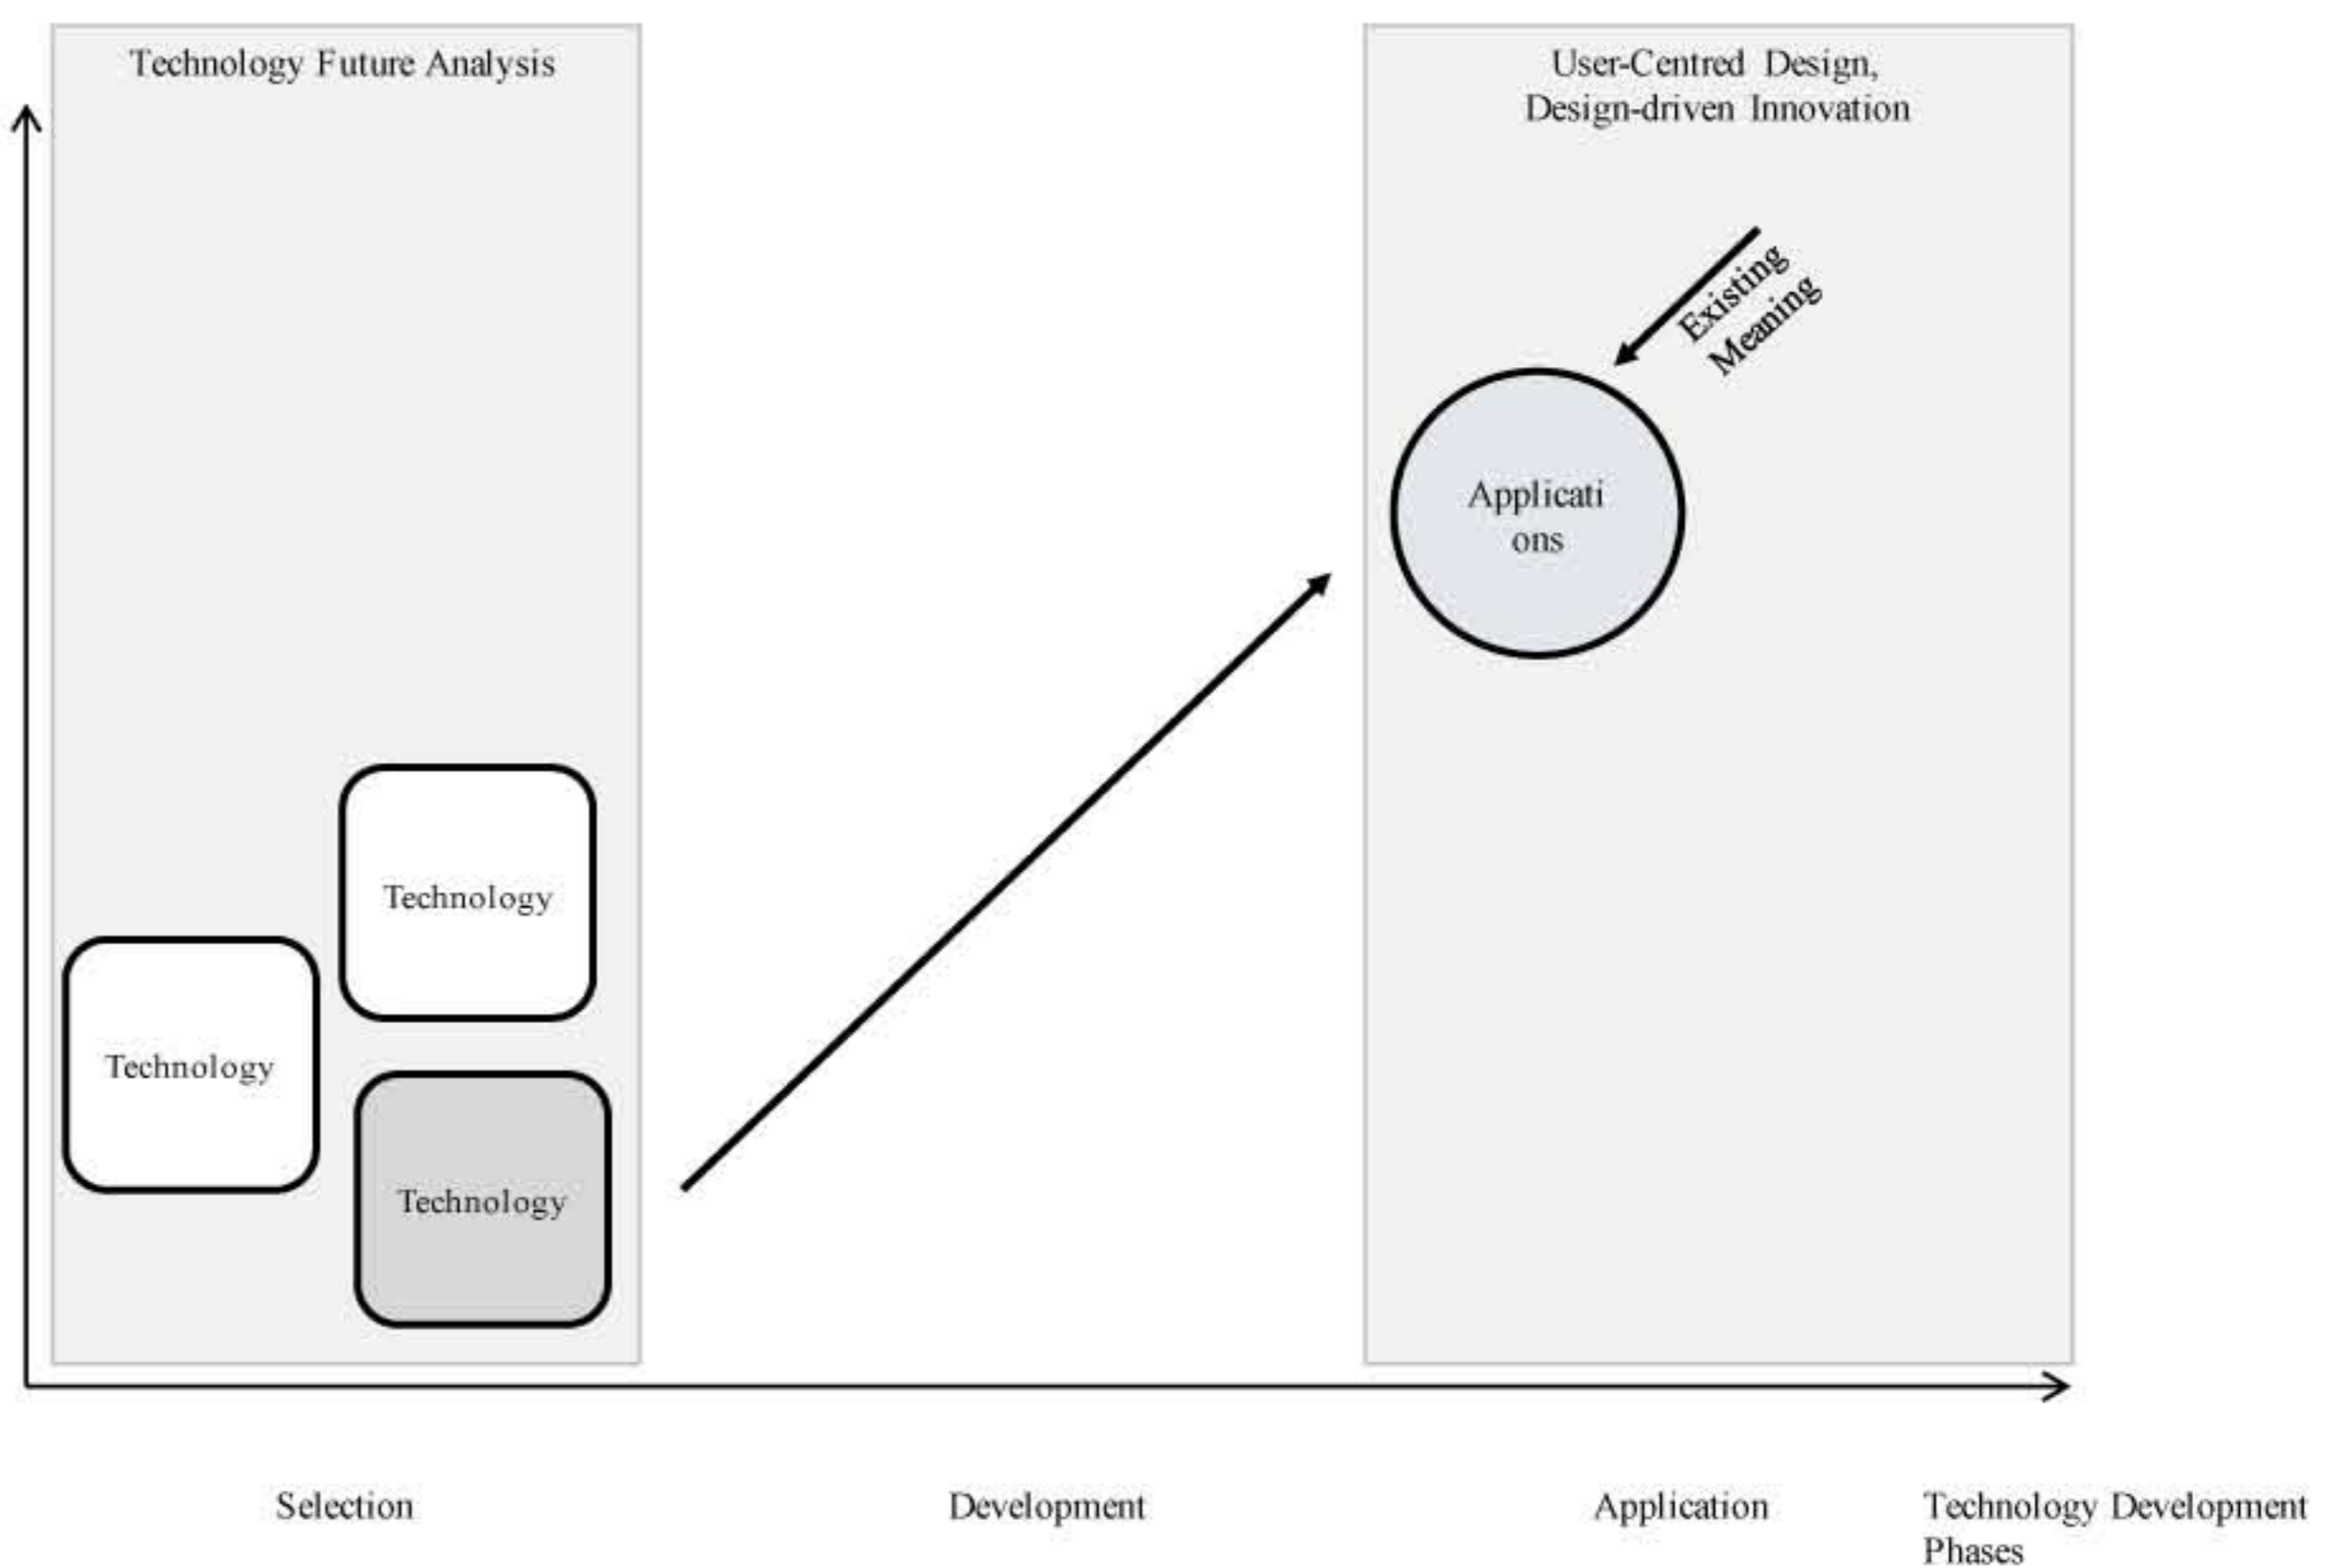 Technology Future Analysis
User-Centred Design,
Design-driven Innovation
Existing
Meaning
Applicati
ons
Technology
Technology
Technology
Selection
Development
Application
Technology Development
Phases